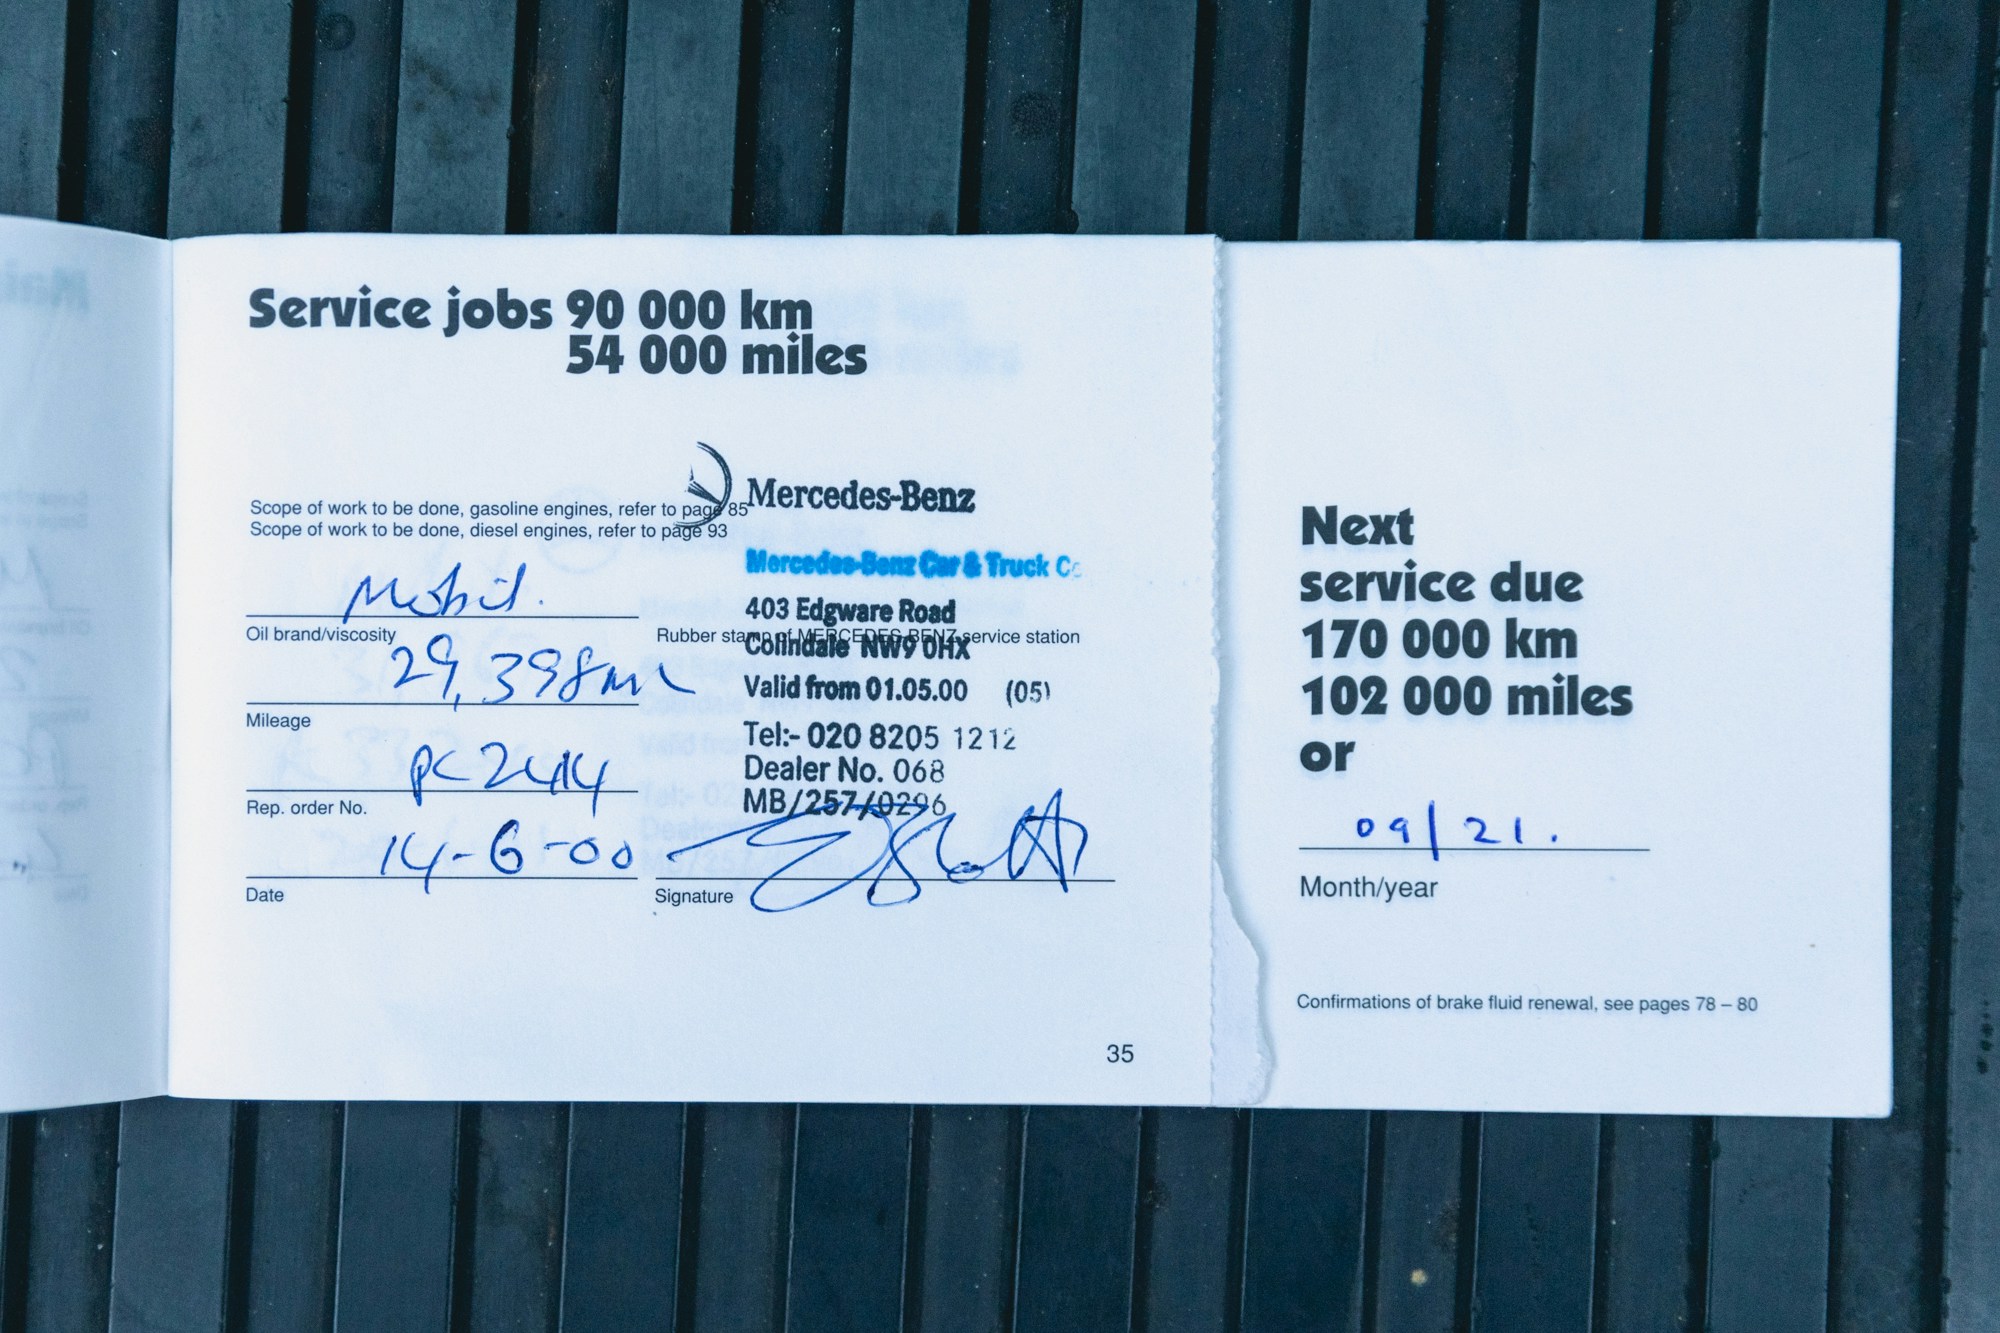 Service jobs 90 000 km
54 000 miles
Scope of work to be done, gasoline engines, refer to page 85
Scope of work to be done, diesel engines, refer to page 93
Mercedes-Benz
Mercedes-Benz Car & Truck Co
403 Edgware Road
Colindale NW9 0HX
Valid from 01.05.00 (05)
Tel:- 020 8205 1212
Dealer No. 068
MB/257/0296
Rubber stamp of MERCEDES-BENZ service station
Mobil.
Oil brand/viscosity
29,398
Mileage
PC2414
Rep. order No.
14-6-00
Date
Signature
35
Next
service due
170 000 km
102 000 miles
or
09/21.
Month/year
Confirmations of brake fluid renewal, see pages 78 – 80